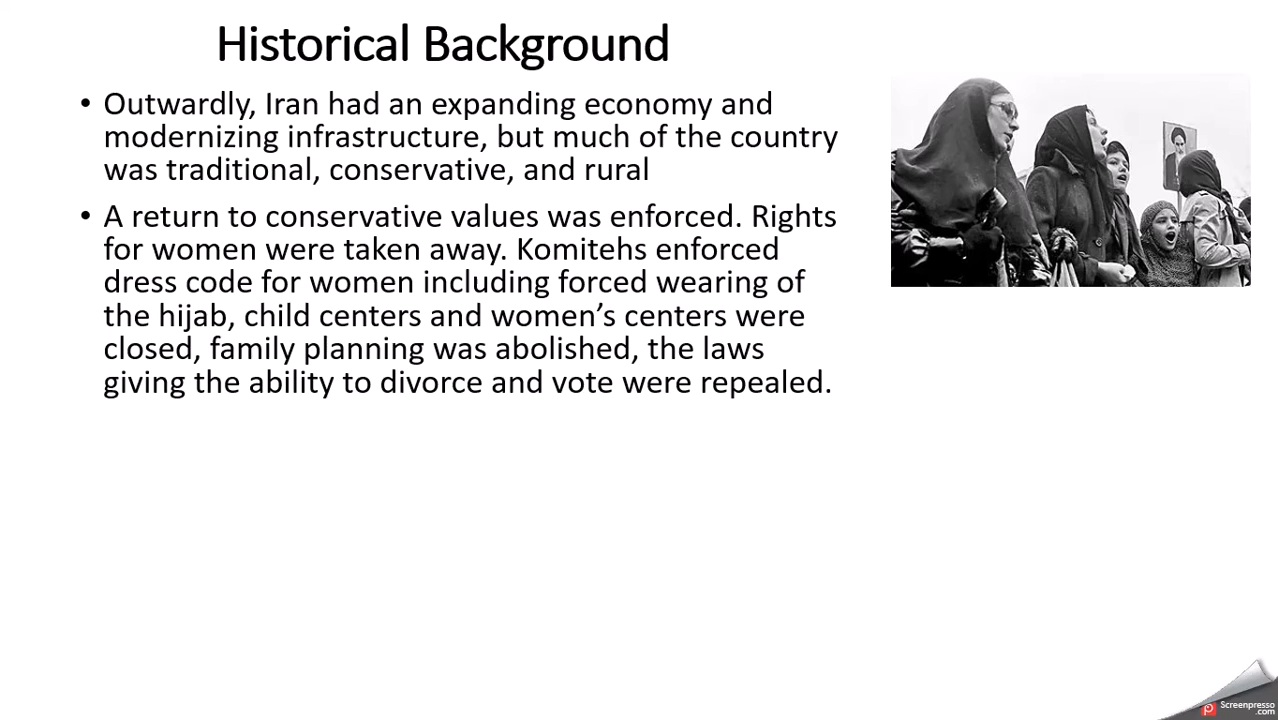 Historical Background
• Outwardly, Iran had an expanding economy and
modernizing infrastructure, but much of the country
was traditional, conservative, and rural
• A return to conservative values was enforced. Rights
for women were taken away. Komitehs enforced
dress code for women including forced wearing of
the hijab, child centers and women’s centers were
closed, family planning was abolished, the laws
giving the ability to divorce and vote were repealed.
Screenpresso
.com